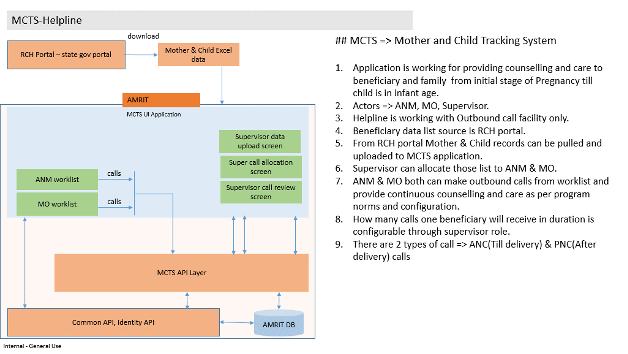 MCTS-Helpline
download
RCH Portal – state gov portal
Mother & Child Excel
data
AMRIT
MCTS UI Application
Supervisor data
upload screen
Super call allocation
screen
Supervisor call review
screen
ANM worklist
calls
MO worklist
calls
MCTS API Layer
Common API, Identity API
AMRIT DB
Internal - General Use
## MCTS => Mother and Child Tracking System
1. Application is working for providing counselling and care to
beneficiary and family from initial stage of Pregnancy till
child is in infant age.
2. Actors => ANM, MO, Supervisor.
3. Helpline is working with Outbound call facility only.
4. Beneficiary data list source is RCH portal.
5. From RCH portal Mother & Child records can be pulled and
uploaded to MCTS application.
6. Supervisor can allocate those list to ANM & MO.
7. ANM & MO both can make outbound calls from worklist and
provide continuous counselling and care as per program
norms and configuration.
8. How many calls one beneficiary will receive in duration is
configurable through supervisor role.
9. There are 2 types of call => ANC(Till delivery) & PNC(After
delivery) calls